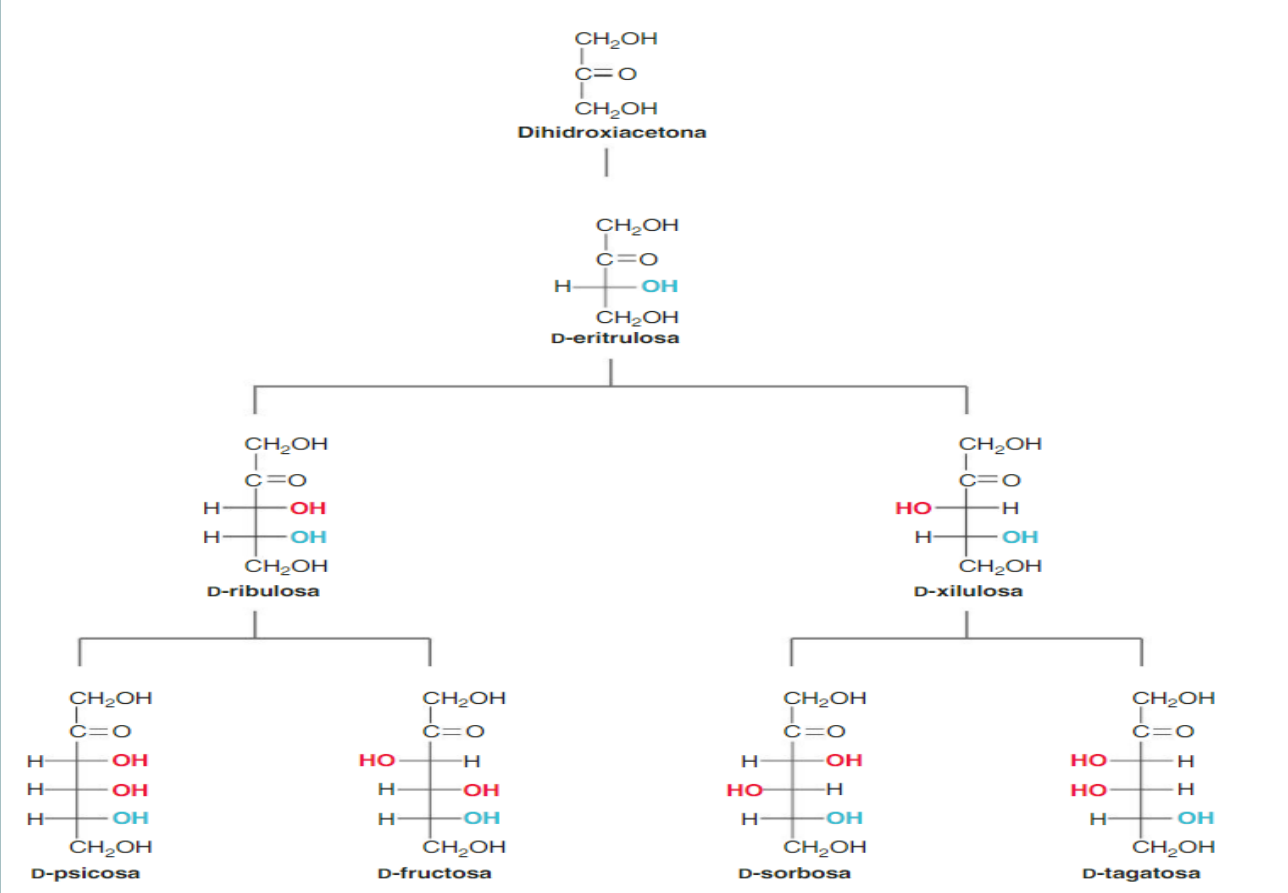 CH₂OH
C=O
CH₂OH
Dihidroxiacetona
CH₂OH
C=O
H OH
CH₂OH
D-eritrulosa
CH₂OH CH₂OH
C=O C=O
H OH HO H
H OH H OH
CH₂OH CH₂OH
D-ribulosa D-xilulosa
CH₂OH CH₂OH CH₂OH CH₂OH
C=O C=O C=O C=O
H OH HO H H OH HO H
H OH H OH HO H HO H
H OH H OH H OH H OH
CH₂OH CH₂OH CH₂OH CH₂OH
D-psicosa D-fructosa D-sorbosa D-tagatosa